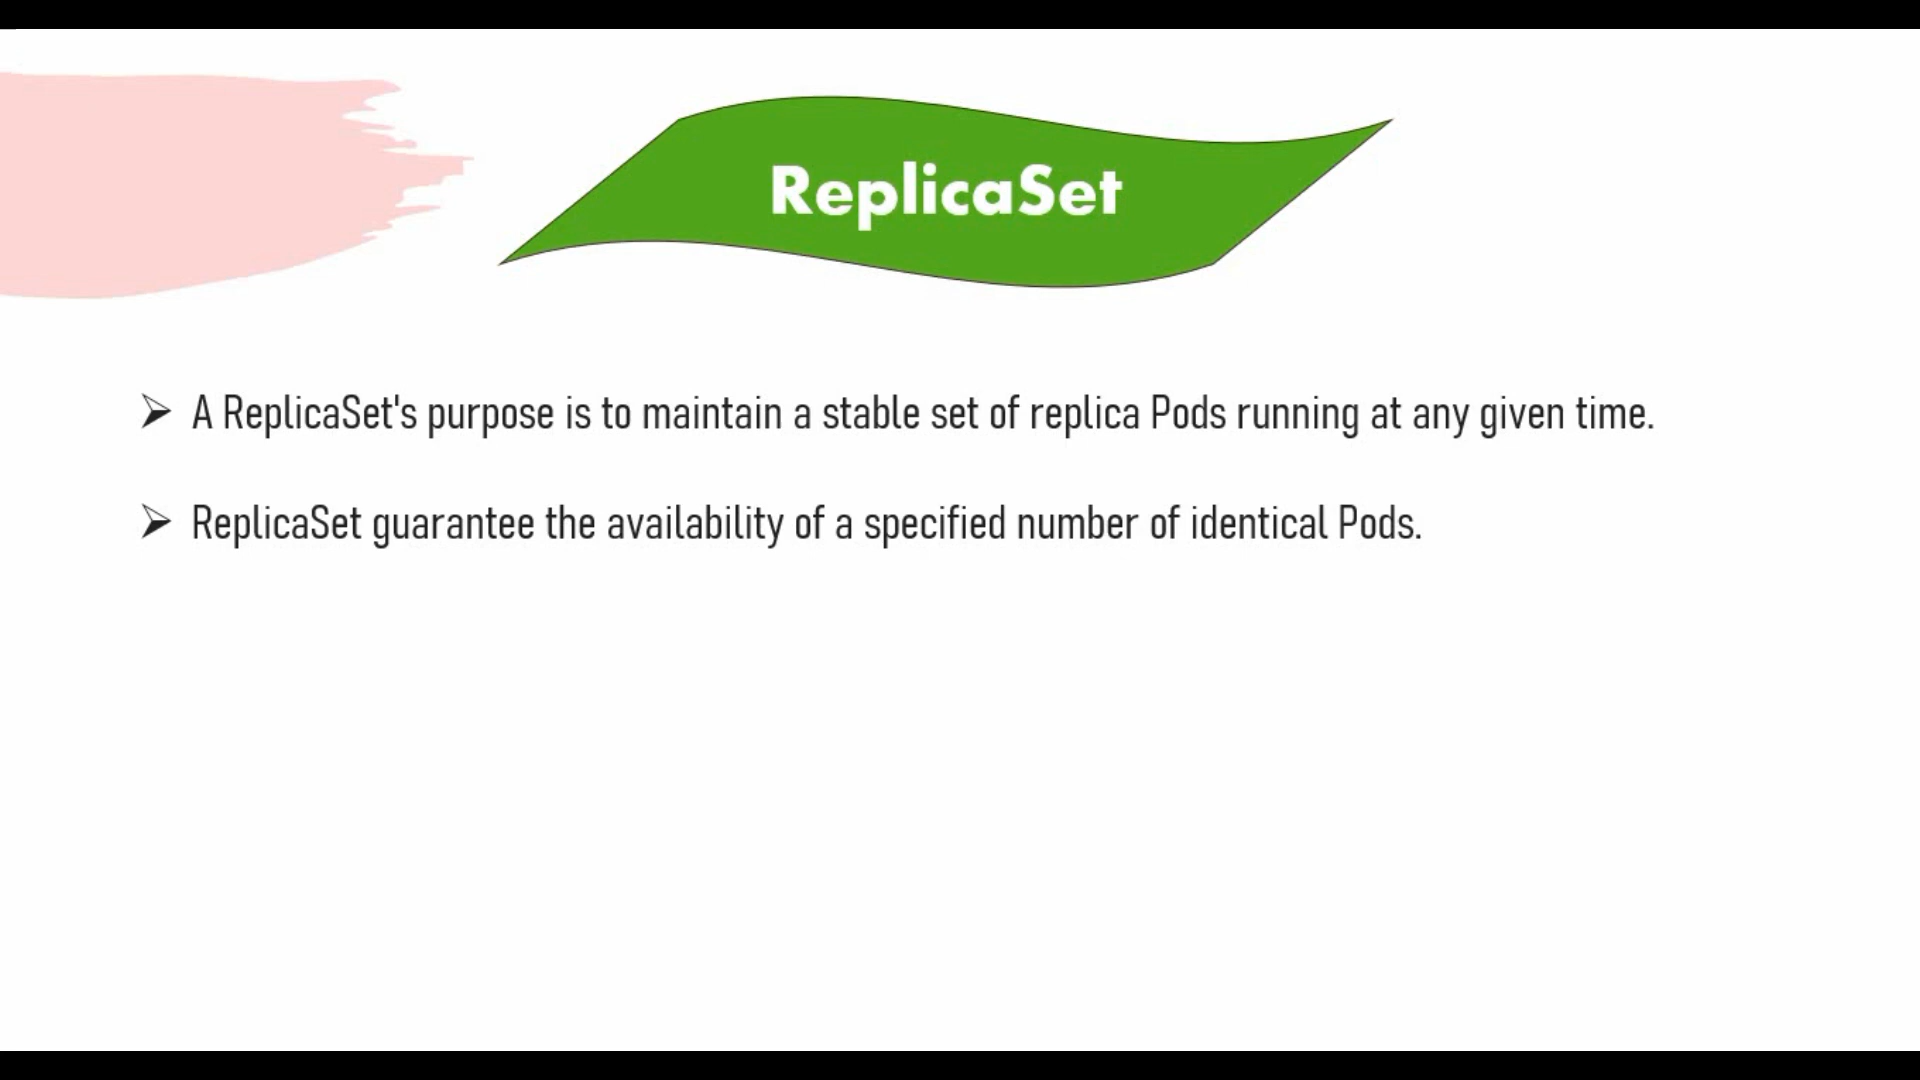 ReplicaSet
➤ A ReplicaSet's purpose is to maintain a stable set of replica Pods running at any given time.
➤ ReplicaSet guarantee the availability of a specified number of identical Pods.